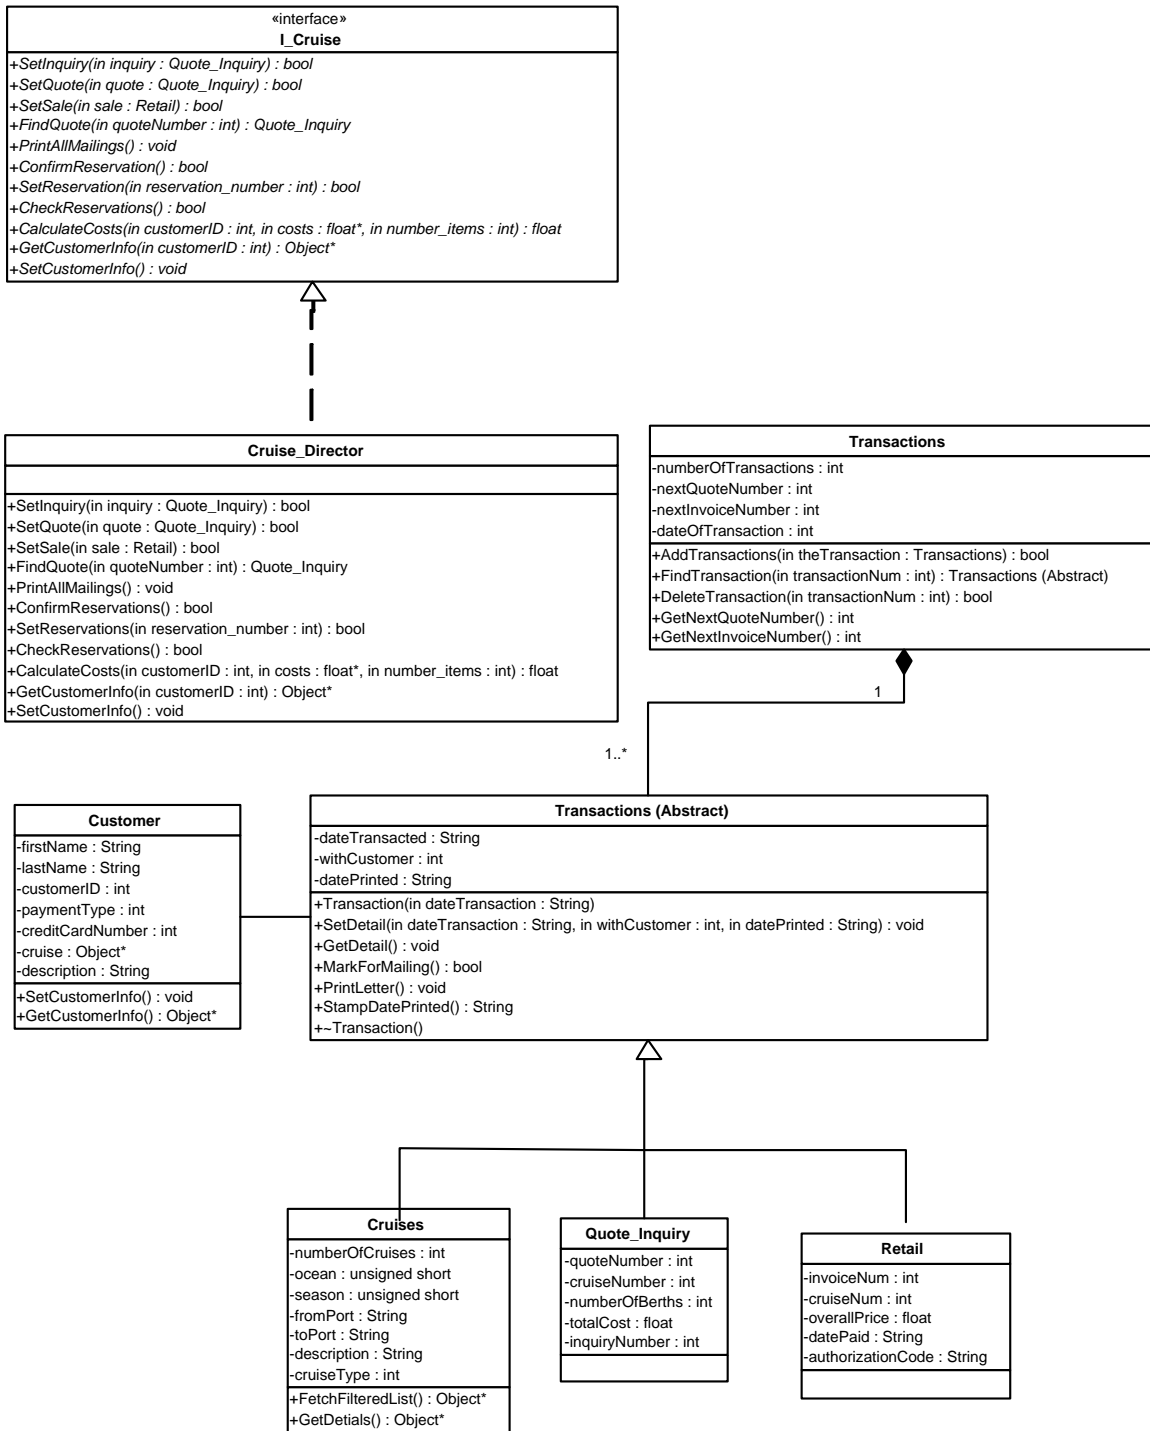 «interface»
I_Cruise
+SetInquiry(in inquiry : Quote_Inquiry) : bool
+SetQuote(in quote : Quote_Inquiry) : bool
+SetSale(in sale : Retail) : bool
+FindQuote(in quoteNumber : int) : Quote_Inquiry
+PrintAllMailings() : void
+ConfirmReservation() : bool
+SetReservation(in reservation_number : int) : bool
+CheckReservations() : bool
+CalculateCosts(in customerID : int, in costs : float*, in number_items : int) : float
+GetCustomerInfo(in customerID : int) : Object*
+SetCustomerInfo() : void
Cruise_Director
+SetInquiry(in inquiry : Quote_Inquiry) : bool
+SetQuote(in quote : Quote_Inquiry) : bool
+SetSale(in sale : Retail) : bool
+FindQuote(in quoteNumber : int) : Quote_Inquiry
+PrintAllMailings() : void
+ConfirmReservations() : bool
+SetReservations(in reservation_number : int) : bool
+CheckReservations() : bool
+CalculateCosts(in customerID : int, in costs : float*, in number_items : int) : float
+GetCustomerInfo(in customerID : int) : Object*
+SetCustomerInfo() : void
Transactions
-numberOfTransactions : int
-nextQuoteNumber : int
-nextInvoiceNumber : int
-dateOfTransaction : int
+AddTransactions(in theTransaction : Transactions) : bool
+FindTransaction(in transactionNum : int) : Transactions (Abstract)
+DeleteTransaction(in transactionNum : int) : bool
+GetNextQuoteNumber() : int
+GetNextInvoiceNumber() : int
1
1..*
Customer
-firstName : String
-lastName : String
-customerID : int
-paymentType : int
-creditCardNumber : int
-cruise : Object*
-description : String
+SetCustomerInfo() : void
+GetCustomerInfo() : Object*
Transactions (Abstract)
-dateTransacted : String
-withCustomer : int
-datePrinted : String
+Transaction(in dateTransaction : String)
+SetDetail(in dateTransaction : String, in withCustomer : int, in datePrinted : String) : void
+GetDetail() : void
+MarkForMailing() : bool
+PrintLetter() : void
+StampDatePrinted() : String
+~Transaction()
Cruises
-numberOfCruises : int
-ocean : unsigned short
-season : unsigned short
-fromPort : String
-toPort : String
-description : String
-cruiseType : int
+FetchFilteredList() : Object*
+GetDetials() : Object*
Quote_Inquiry
-quoteNumber : int
-cruiseNumber : int
-numberOfBerths : int
-totalCost : float
-inquiryNumber : int
Retail
-invoiceNum : int
-cruiseNum : int
-overallPrice : float
-datePaid : String
-authorizationCode : String